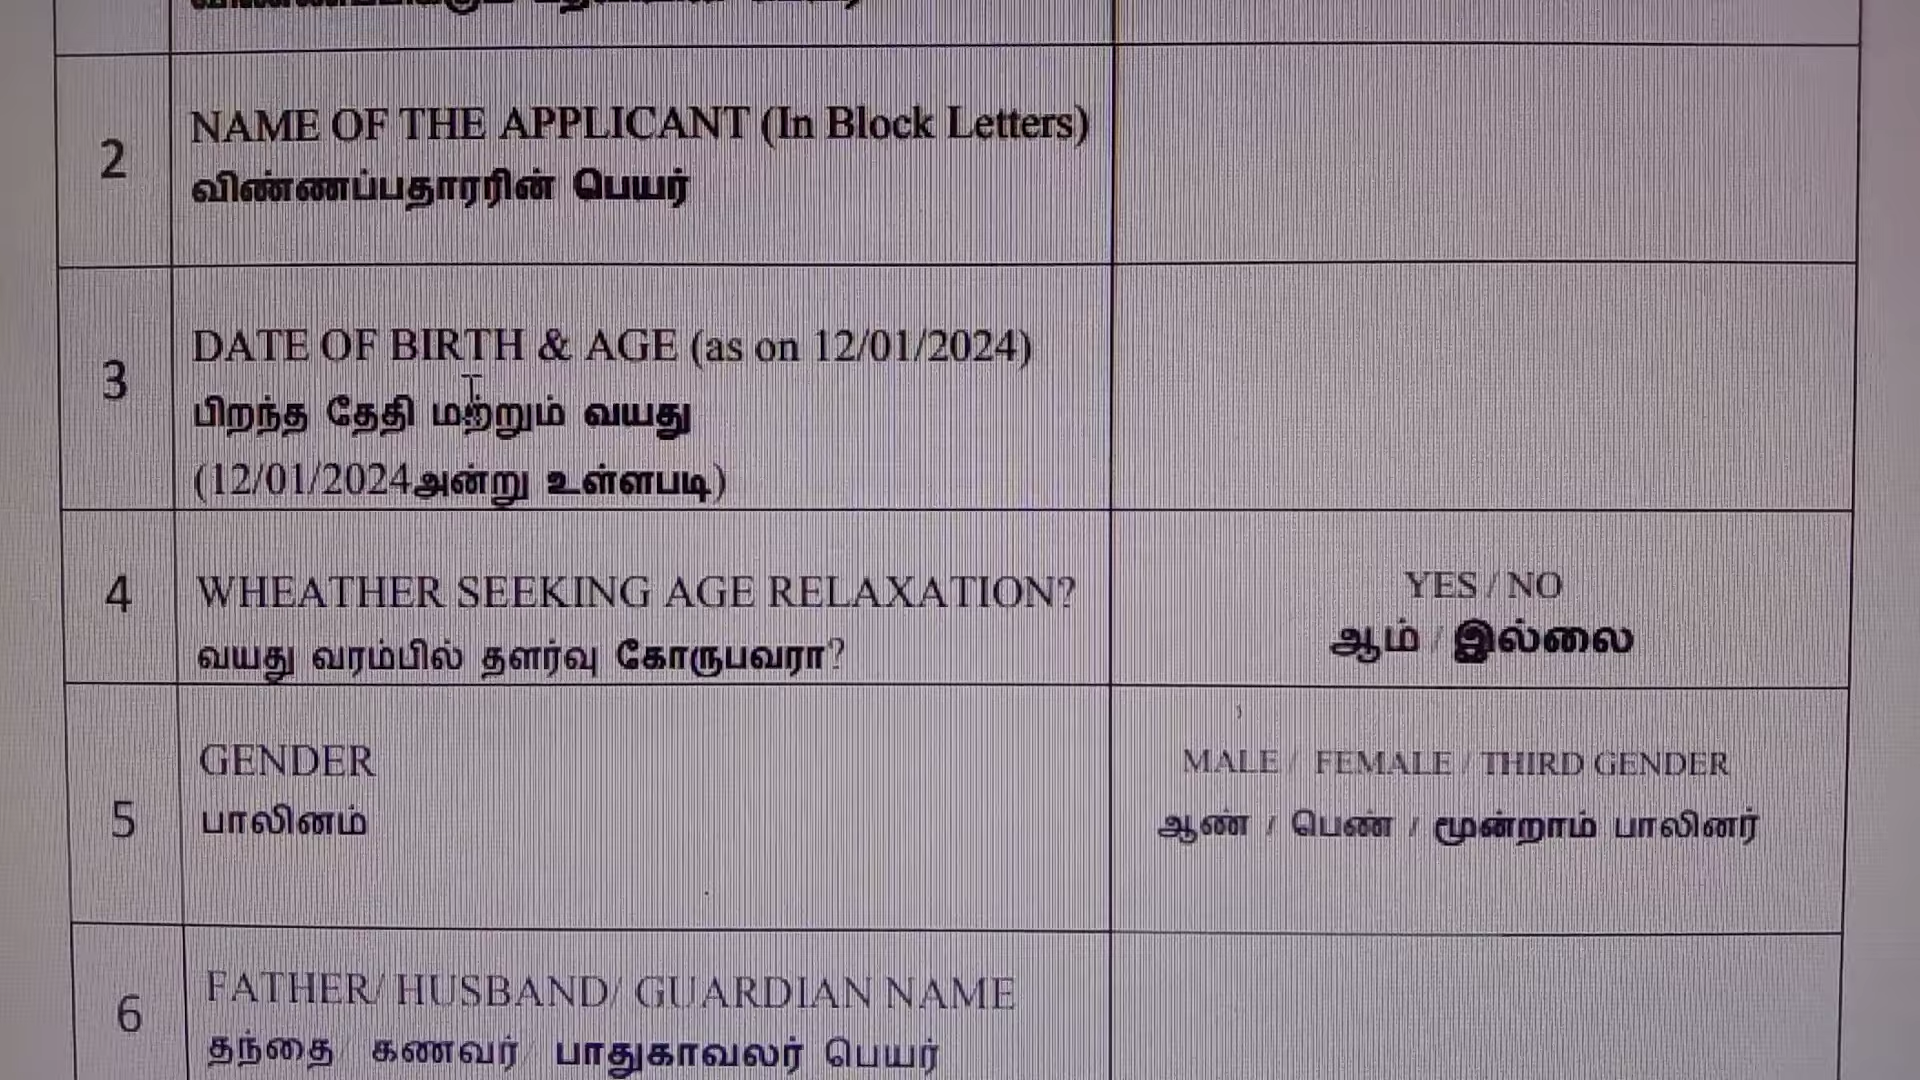 2
NAME OF THE APPLICANT (In Block Letters)
விண்ணப்பதாரரின் பெயர்
3
DATE OF BIRTH & AGE (as on 12/01/2024)
பிறந்த தேதி மற்றும் வயது
(12/01/2024அன்று உள்ளபடி)
4
WHEATHER SEEKING AGE RELAXATION?
வயது வரம்பில் தளர்வு கோருபவரா?
YES / NO
ஆம் / இல்லை
5
GENDER
பாலினம்
MALE / FEMALE / THIRD GENDER
ஆண் / பெண் / மூன்றாம் பாலினர்
6
FATHER/ HUSBAND/ GUARDIAN NAME
தந்தை/ கணவர்/ பாதுகாவலர் பெயர்